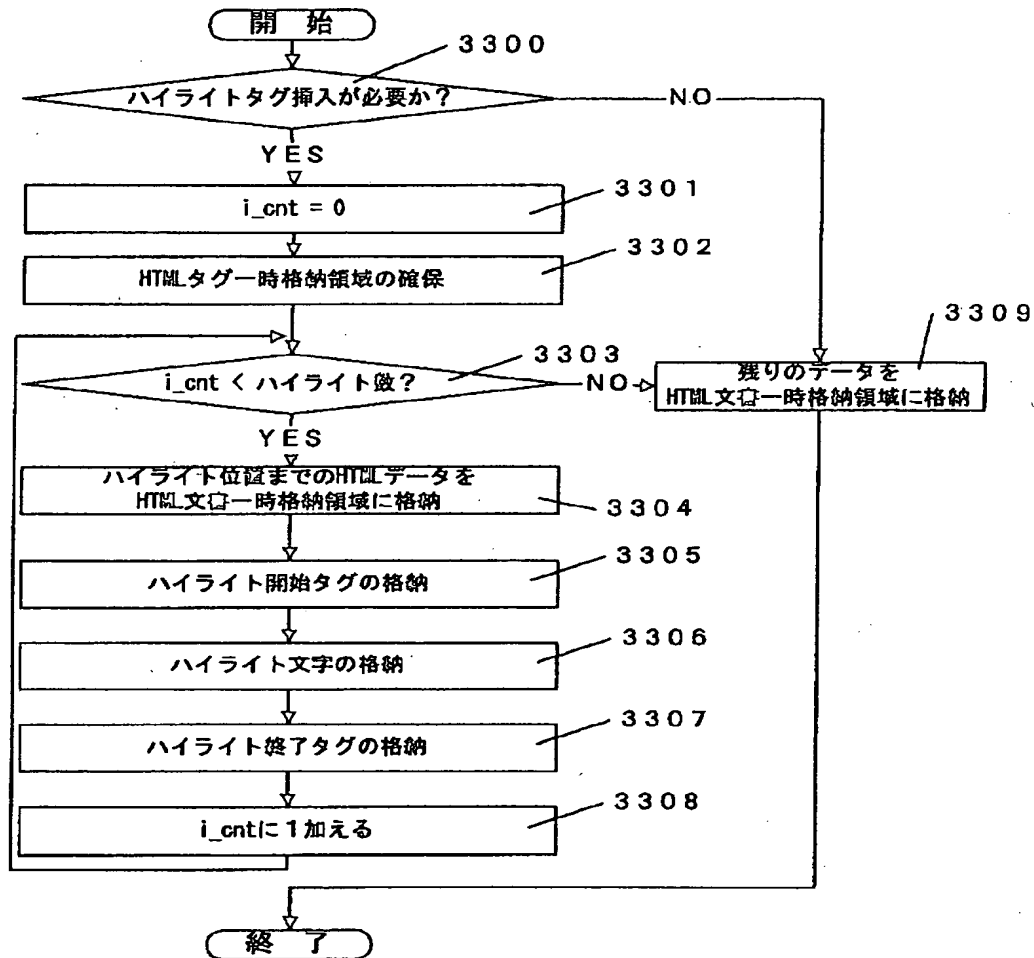 開 始
3300
ハイライトタグ挿入が必要か?
NO
YES
3301
i_cnt = 0
3302
HTMLタグ一時格納領域の確保
3303
i_cnt < ハイライト数?
NO
3309
残りのデータを
HTML文書一時格納領域に格納
YES
ハイライト位置までのHTMLデータを
HTML文書一時格納領域に格納
3304
3305
ハイライト開始タグの格納
3306
ハイライト文字の格納
3307
ハイライト終了タグの格納
3308
i_cntに1加える
終 了